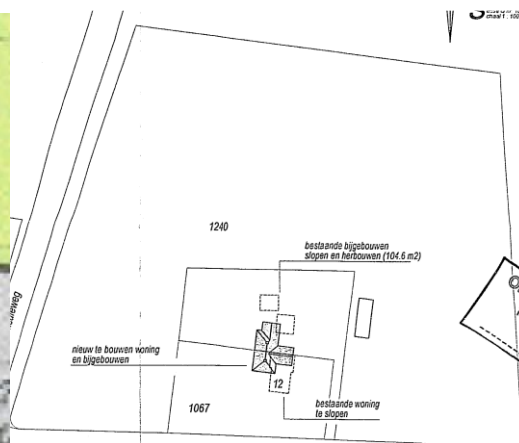 1240
bestaande bijgebouwen
slopen en herbouwen (104.6 m2)
nieuw te bouwen woning
en bijgebouwen
12
bestaande woning
te slopen
1067